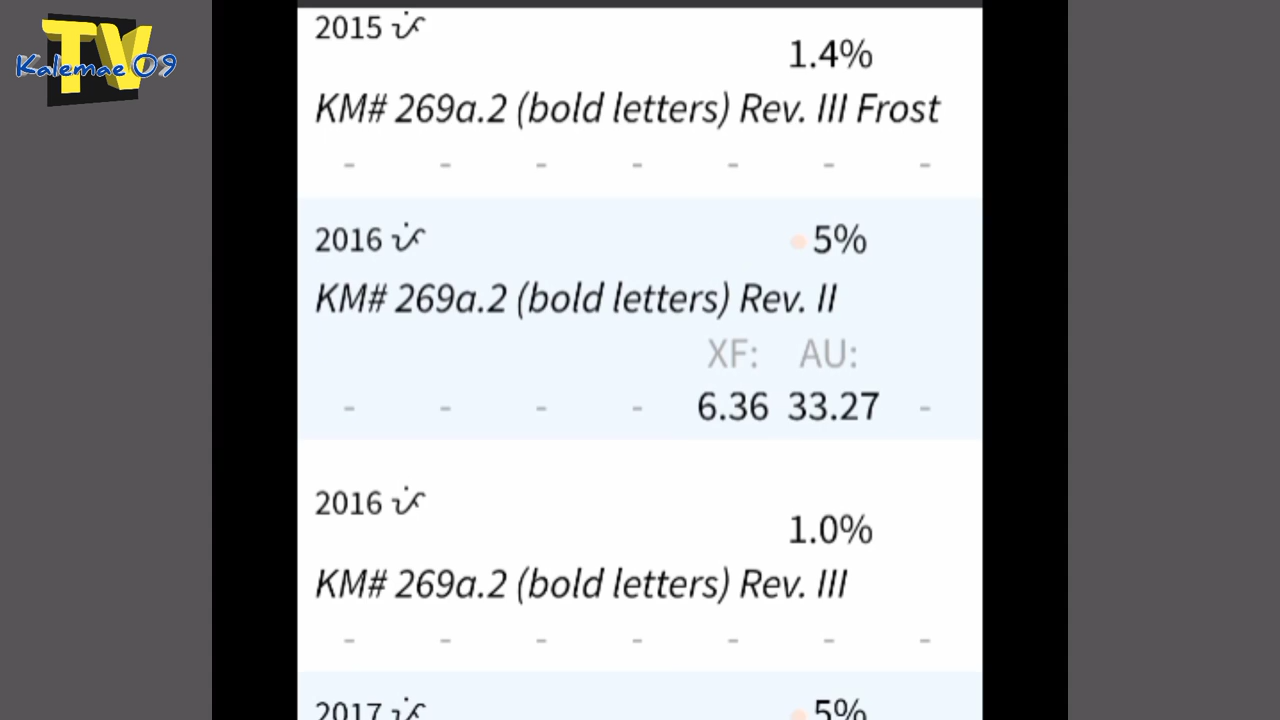 TV
Kalemae 09
2015
1.4%
KM# 269a.2 (bold letters) Rev. III Frost
- - - - - - -
2016
5%
KM# 269a.2 (bold letters) Rev. II
XF: AU:
- - - - 6.36 33.27 -
2016
1.0%
KM# 269a.2 (bold letters) Rev. III
- - - - - - -
2017
5%